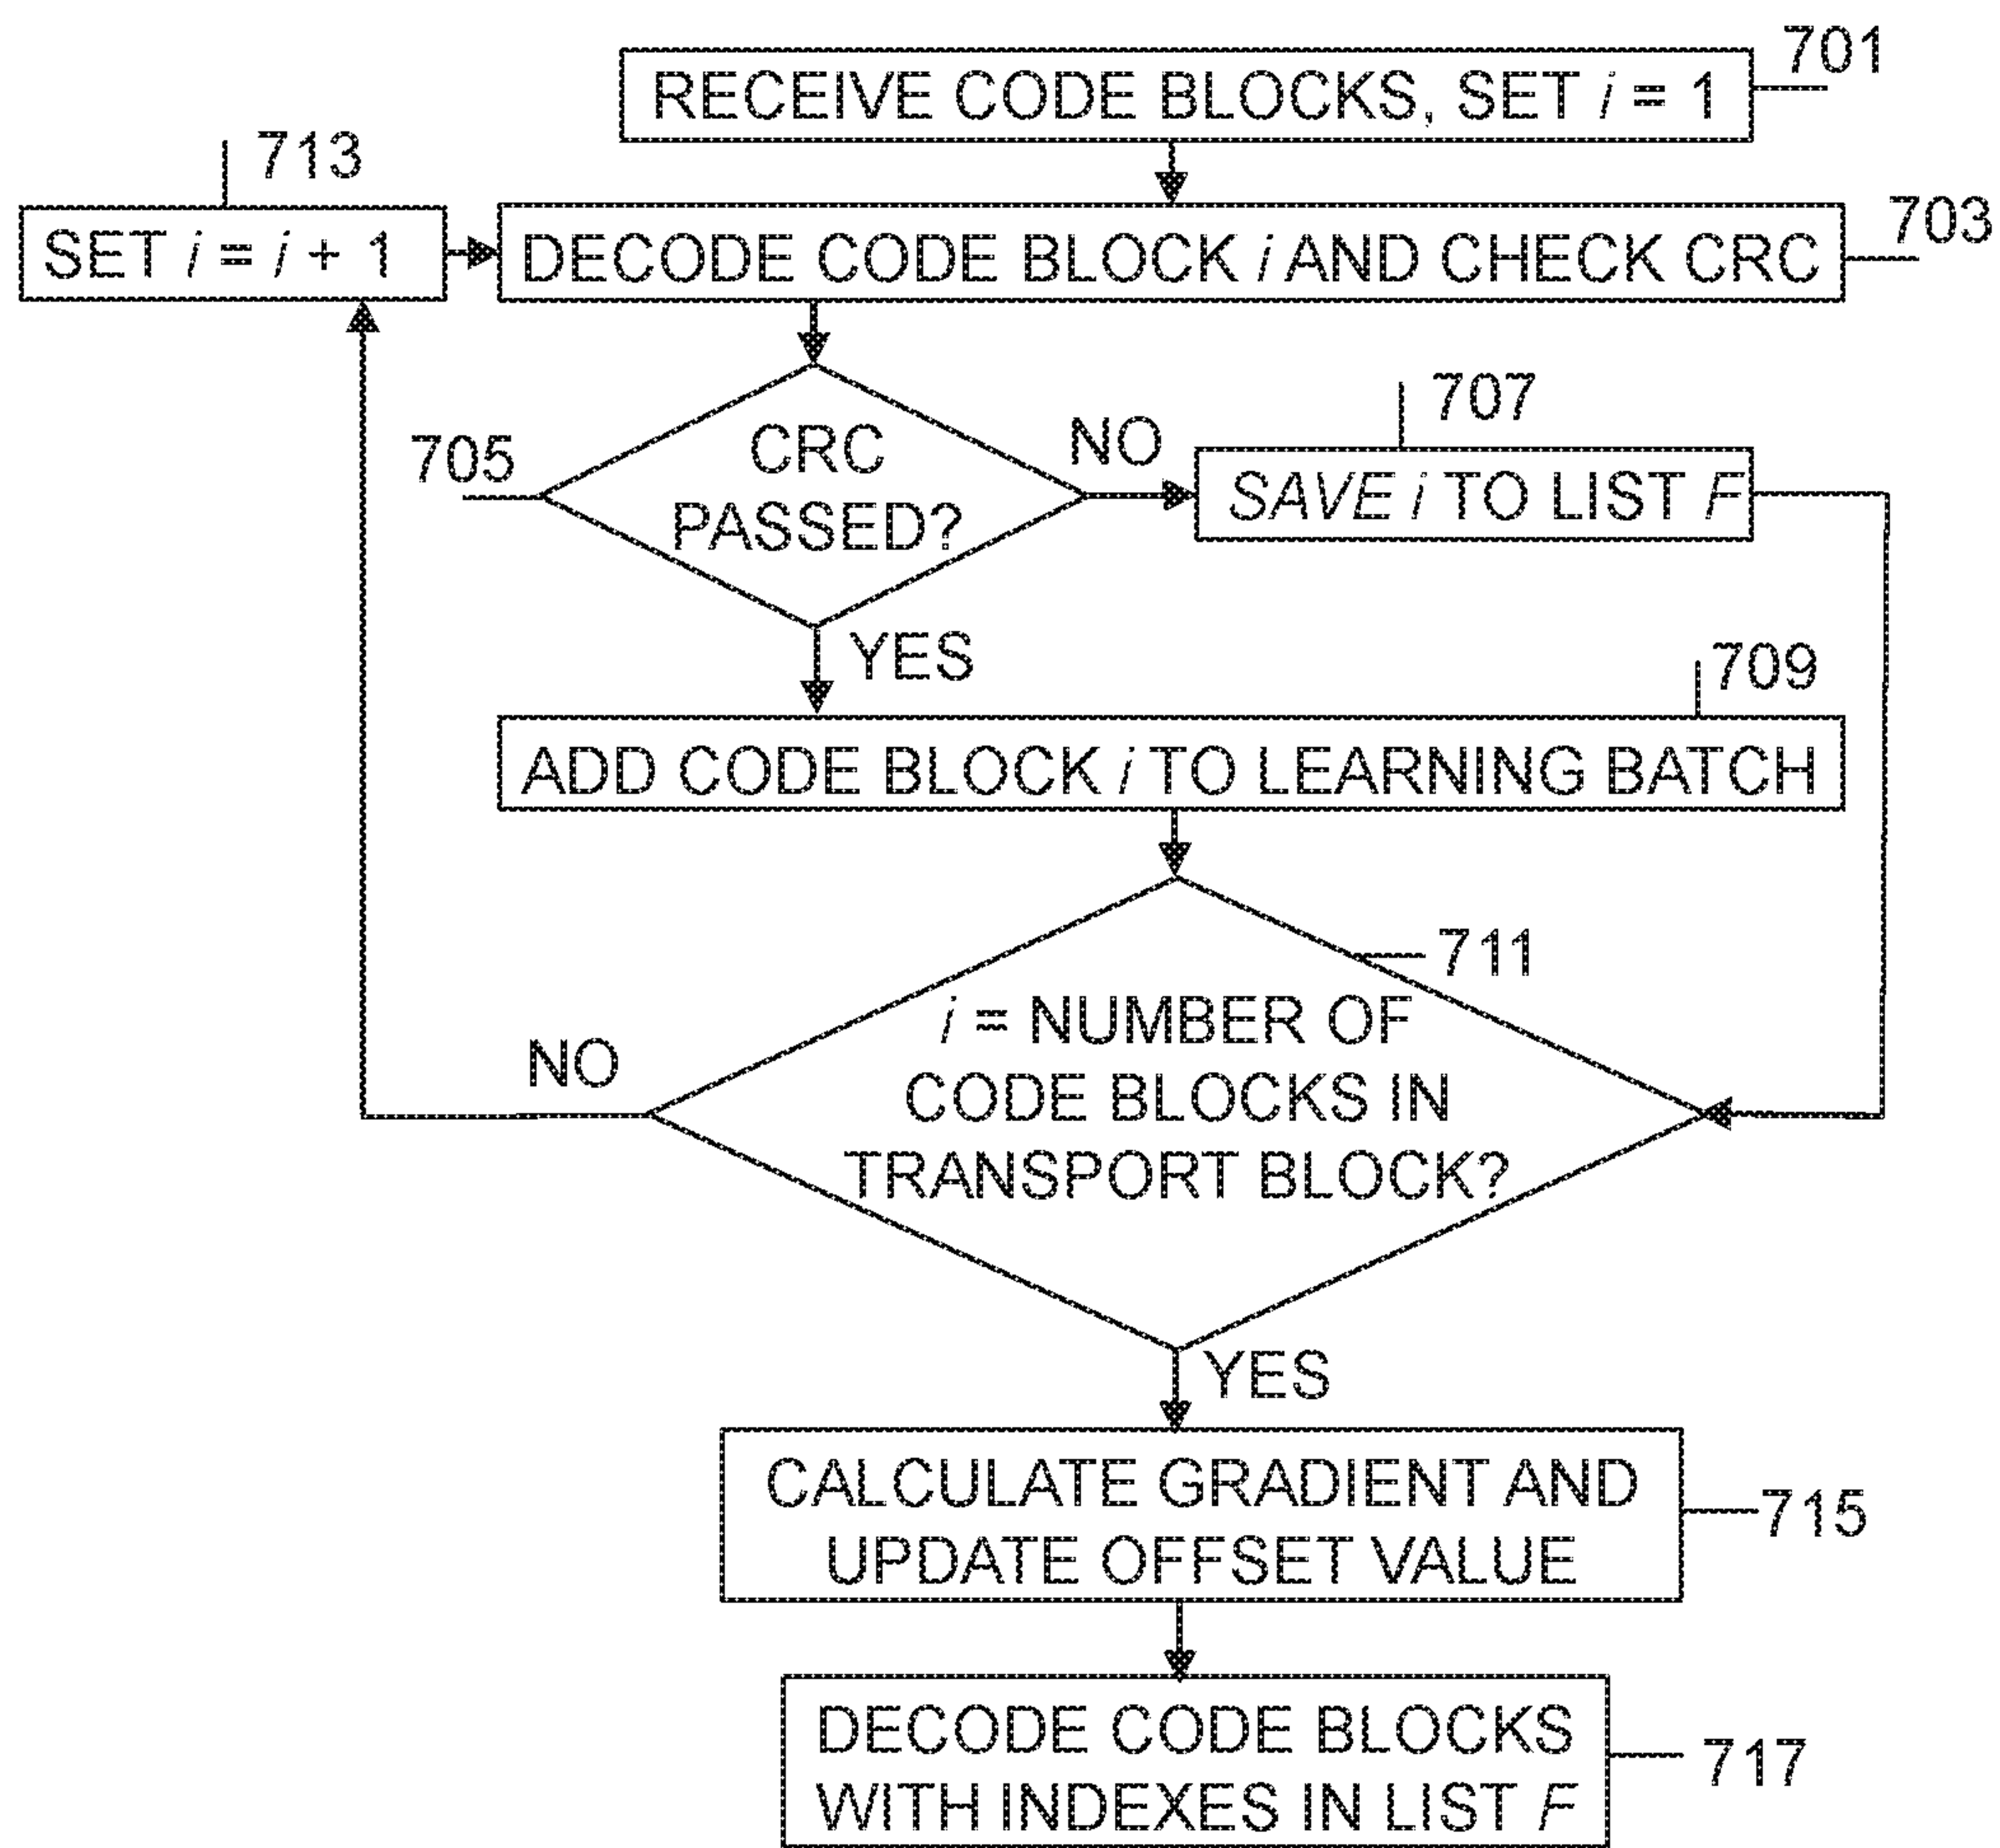 701
RECEIVE CODE BLOCKS, SET i = 1
713
703
SET i = i + 1
DECODE CODE BLOCK i AND CHECK CRC
707
705
CRC
PASSED?
NO
SAVE i TO LIST F
YES
709
ADD CODE BLOCK i TO LEARNING BATCH
711
i = NUMBER OF
CODE BLOCKS IN
TRANSPORT BLOCK?
NO
YES
CALCULATE GRADIENT AND
UPDATE OFFSET VALUE
715
DECODE CODE BLOCKS
WITH INDEXES IN LIST F
717